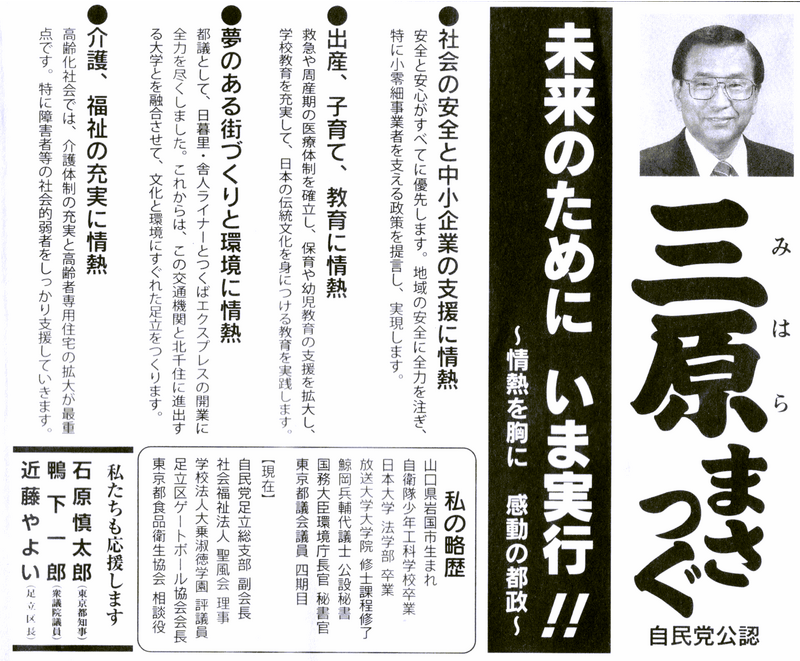 三原
みはら
まさつぐ
自民党公認
未来のために いま実行!!
～情熱を胸に 感動の都政～
●社会の安全と中小企業の支援に情熱
安全と安心がすべてに優先します。地域の安全に全力を注ぎ、
特に小零細事業者を支える政策を提言し、実現します。
●出産、子育て、教育に情熱
救急や周産期の医療体制を確立し、保育や幼児教育の支援を拡大し、
学校教育を充実して、日本の伝統文化を身につける教育を実践します。
●夢のある街づくりと環境に情熱
都議として、日暮里・舎人ライナーとつくばエクスプレスの開業に
全力を尽くしました。これからは、この交通機関と北千住に進出す
る大学とを融合させて、文化と環境にすぐれた足立をつくります。
●介護、福祉の充実に情熱
高齢化社会では、介護体制の充実と高齢者専用住宅の拡大が最重
点です。特に障害者等の社会的弱者をしっかり支援していきます。
私の略歴
山口県岩国市生まれ
自衛隊少年工科学校卒業
日本大学 法学部 卒業
放送大学大学院 修士課程修了
鯨岡兵輔代議士 公設秘書
国務大臣環境庁長官 秘書官
東京都議会議員 四期目
【現在】
自民党足立総支部 副会長
社会福祉法人 聖風会 理事
学校法人大乗淑徳学園 評議員
足立区ゲートボール協会会長
東京都食品衛生協会 相談役
私たちも応援します
石原慎太郎(東京都知事)
鴨下一郎(衆議院議員)
近藤やよい(足立区長)